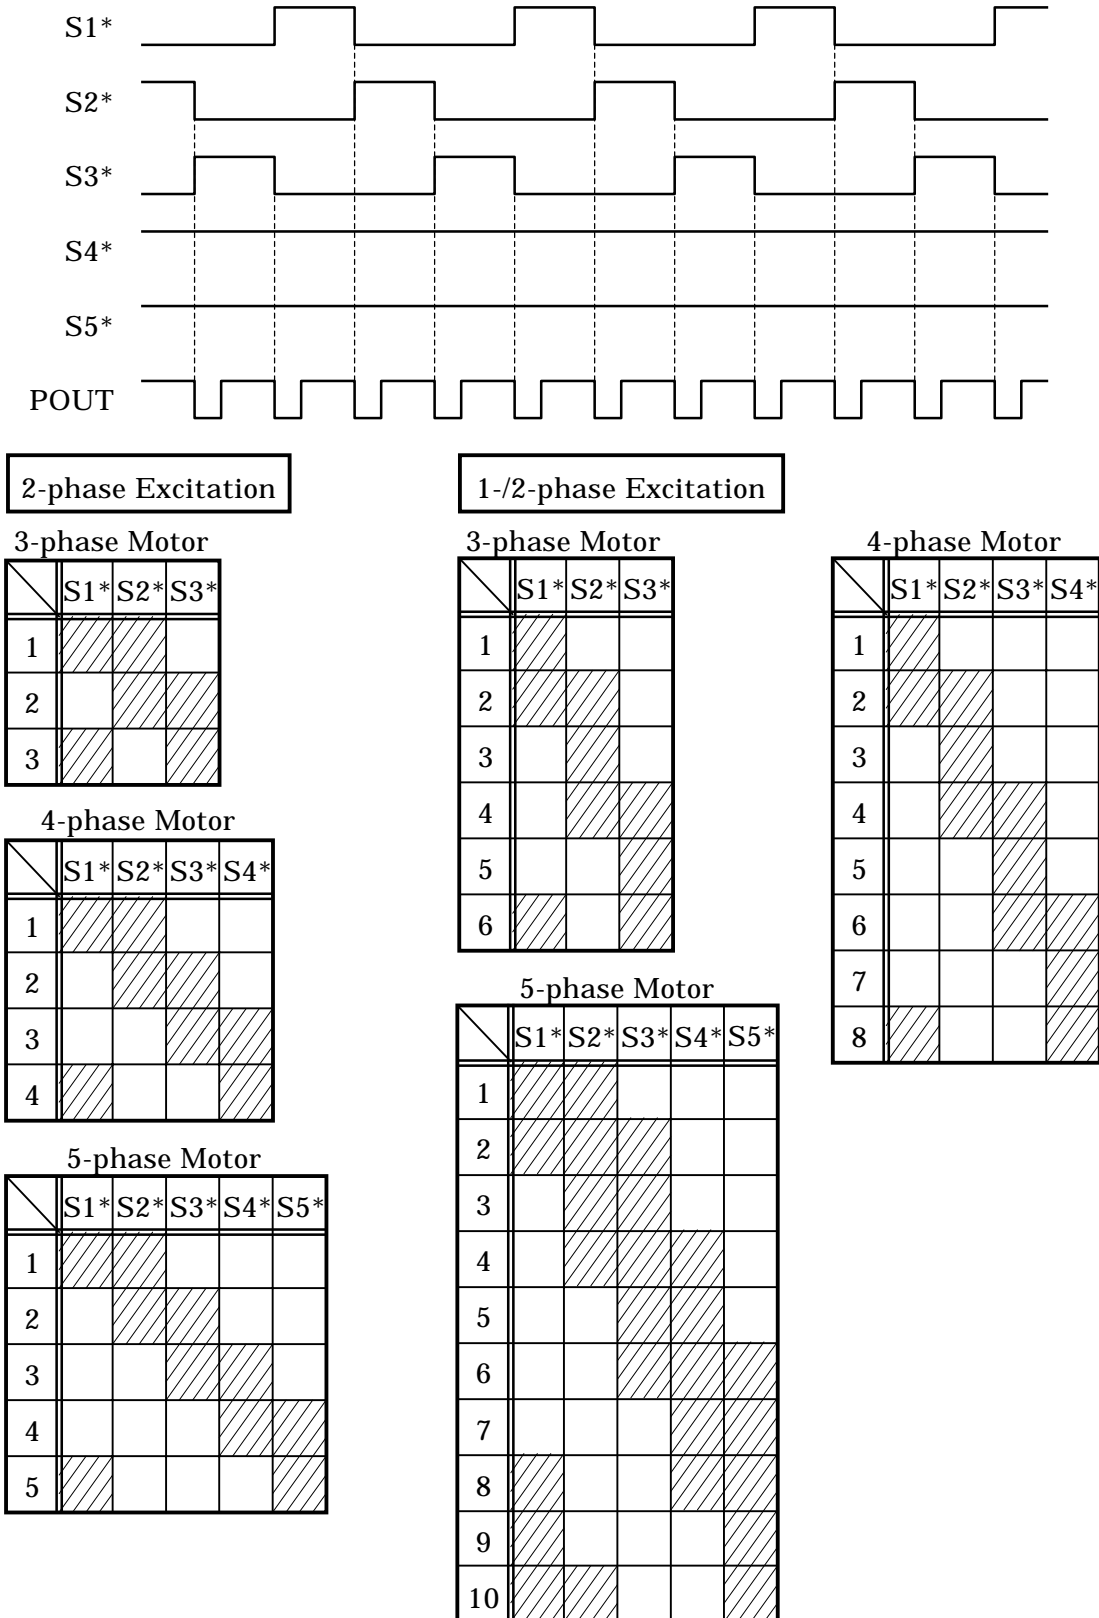 S1*
S2*
S3*
S4*
S5*
POUT
2-phase Excitation
3-phase Motor
S1* S2* S3*
1
2
3
4-phase Motor
S1* S2* S3* S4*
1
2
3
4
5-phase Motor
S1* S2* S3* S4* S5*
1
2
3
4
5
1-/2-phase Excitation
3-phase Motor
S1* S2* S3*
1
2
3
4
5
6
5-phase Motor
S1* S2* S3* S4* S5*
1
2
3
4
5
6
7
8
9
10
4-phase Motor
S1* S2* S3* S4*
1
2
3
4
5
6
7
8